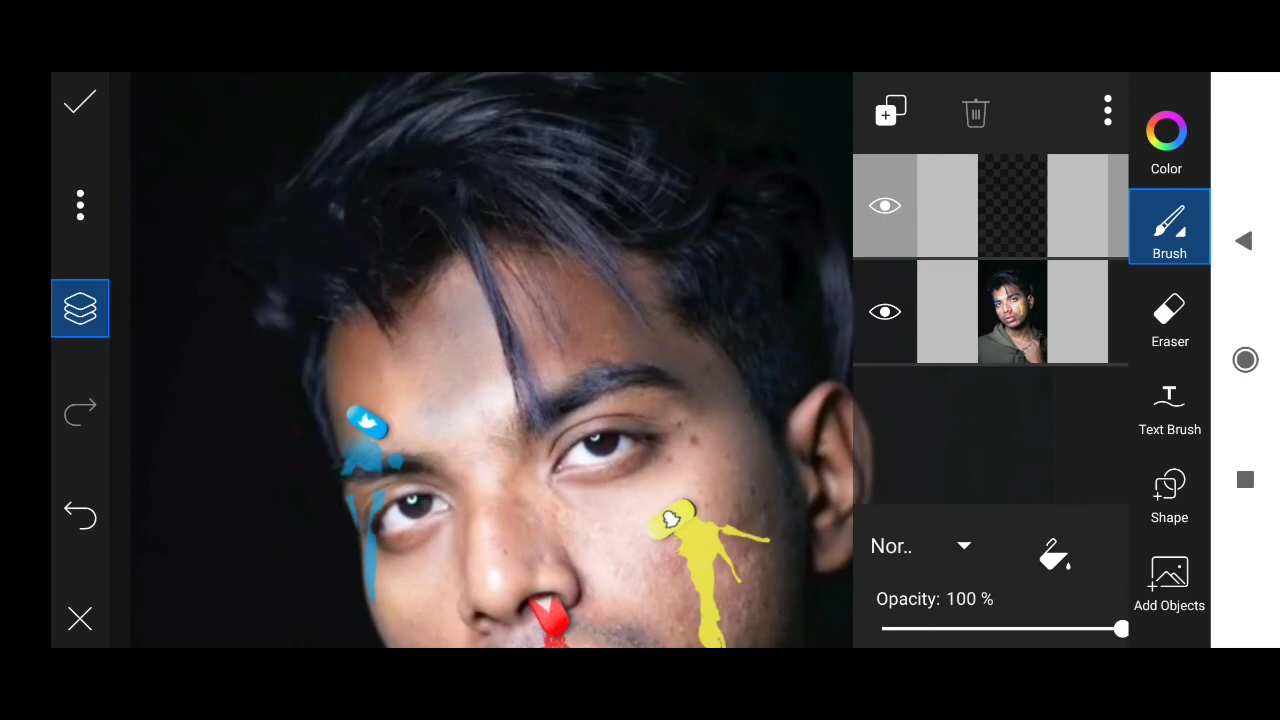 Color
Brush
Eraser
Text Brush
Shape
Add Objects
Nor..
Opacity: 100 %